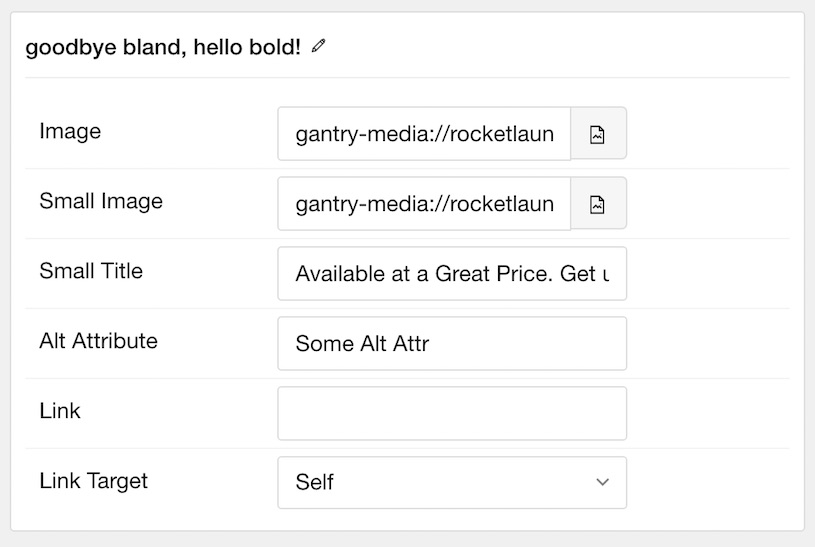 goodbye bland, hello bold!
Image gantry-media://rocketlaun
Small Image gantry-media://rocketlaun
Small Title Available at a Great Price. Get u
Alt Attribute Some Alt Attr
Link
Link Target Self